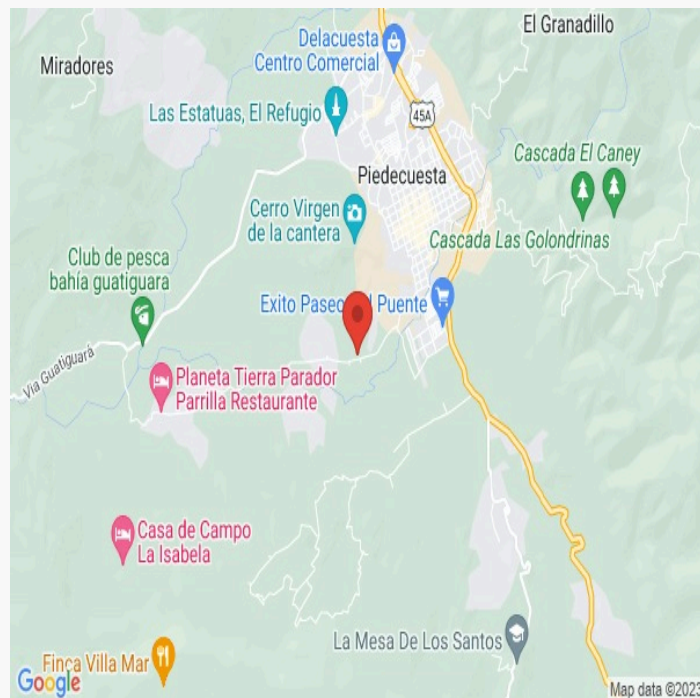 El Granadillo
Delacuesta
Centro Comercial
Miradores
45A
Las Estatuas, El Refugio
Cascada El Caney
Piedecuesta
Cerro Virgen
de la cantera
Cascada Las Golondrinas
Club de pesca
bahía guatiguara
Exito Paseo
l Puente
Via Guatiguará
Planeta Tierra Parador
Parrilla Restaurante
Casa de Campo
La Isabela
La Mesa De Los Santos
Finca Villa Mar
Google
Map data ©2023